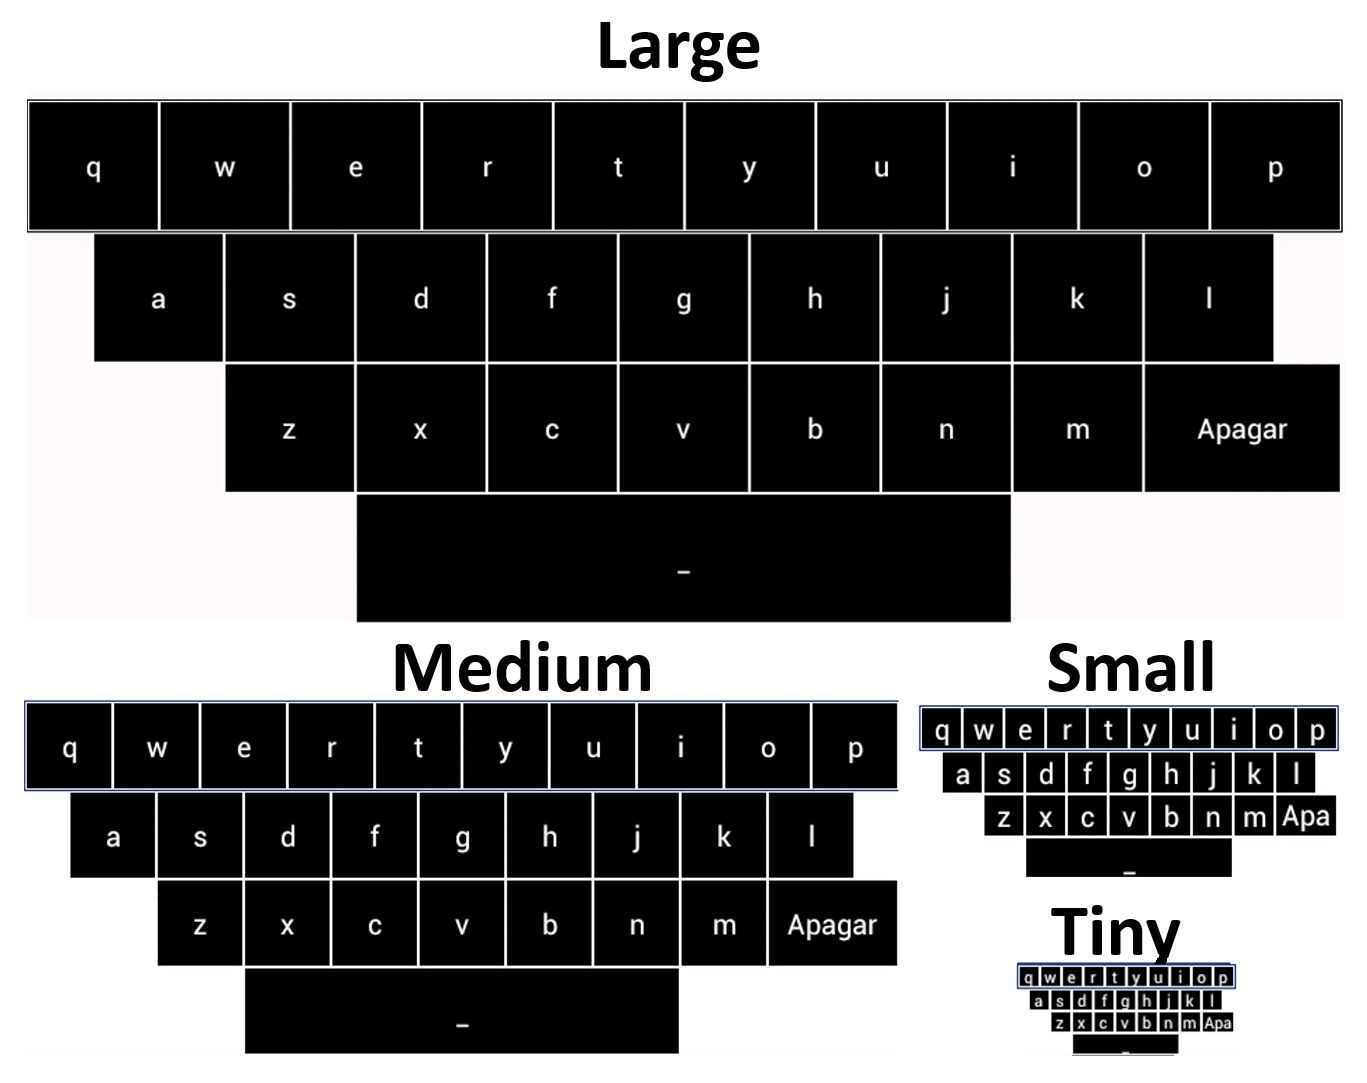 Large
q w e r t y u i o p
a s d f g h j k l
z x c v b n m Apagar
_
Medium
q w e r t y u i o p
a s d f g h j k l
z x c v b n m Apagar
_
Small
q w e r t y u i o p
a s d f g h j k l
z x c v b n m Apa
_
Tiny
q w e r t y u i o p
a s d f g h j k l
z x c v b n m Apa
_